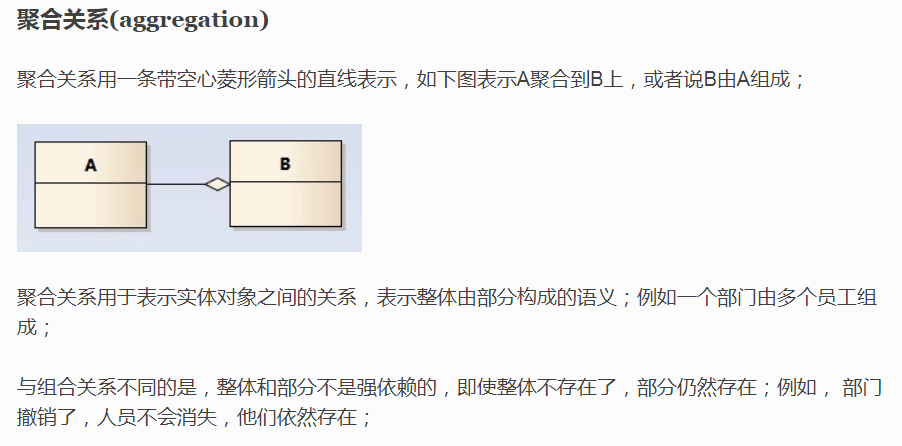 聚合关系(aggregation)
聚合关系用一条带空心菱形箭头的直线表示，如下图表示A聚合到B上，或者说B由A组成；
A
B
聚合关系用于表示实体对象之间的关系，表示整体由部分构成的语义；例如一个部门由多个员工组
成；
与组合关系不同的是，整体和部分不是强依赖的，即使整体不存在了，部分仍然存在；例如， 部门
撤销了，人员不会消失，他们依然存在；